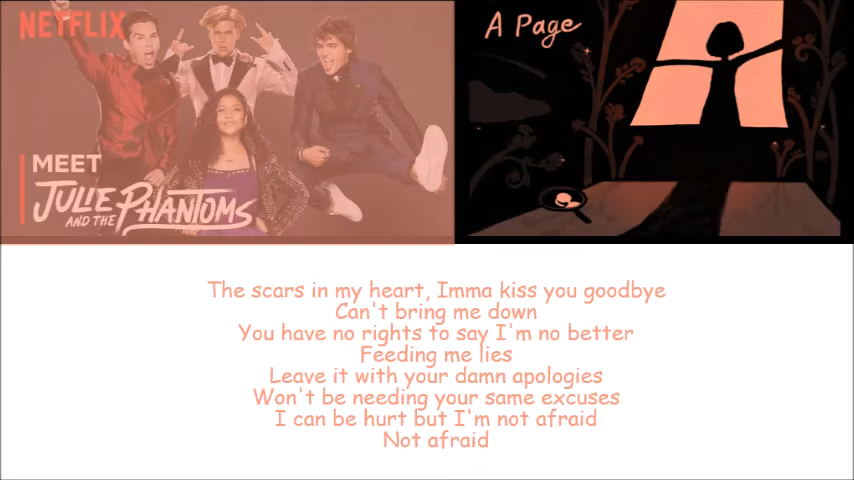 NETFLIX
MEET
JULIE
AND THE PHANTOMS
A Page
The scars in my heart, Imma kiss you goodbye
Can't bring me down
You have no rights to say I'm no better
Feeding me lies
Leave it with your damn apologies
Won't be needing your same excuses
I can be hurt but I'm not afraid
Not afraid